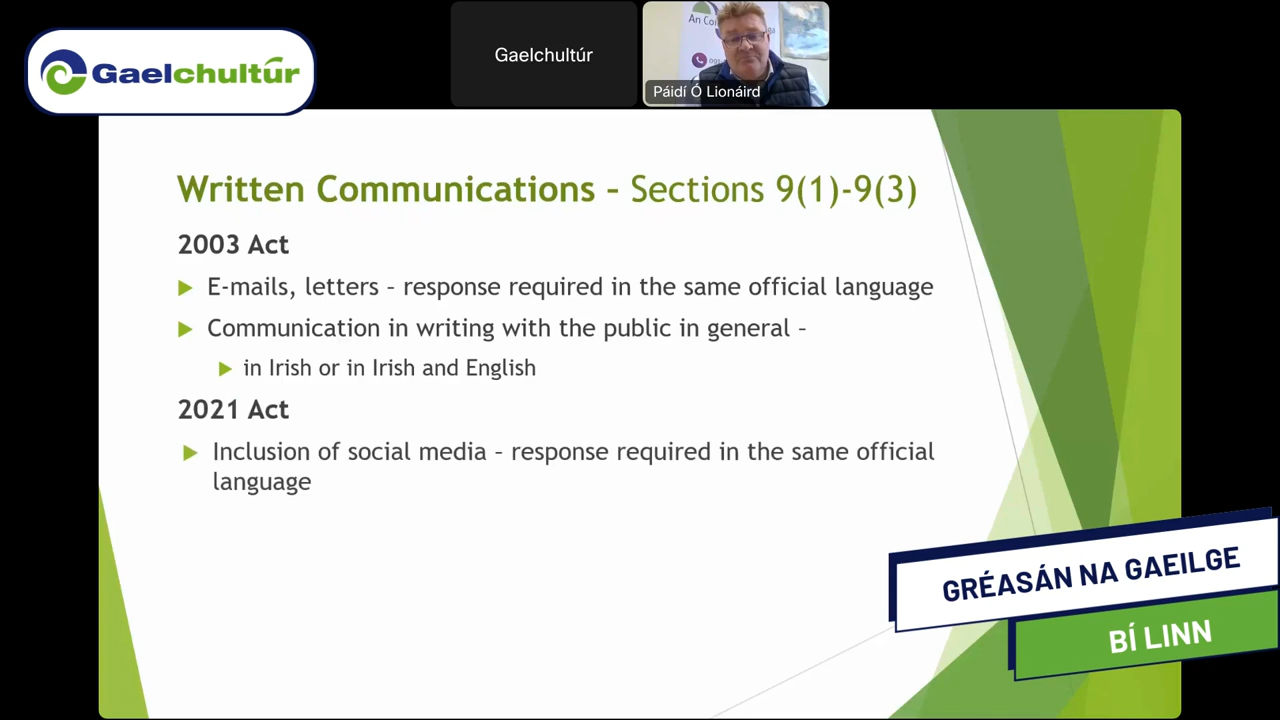 Gaelchultúr
Gaelchultúr
An Coi
Páidí Ó Lionáird
Written Communications – Sections 9(1)-9(3)
2003 Act
E-mails, letters – response required in the same official language
Communication in writing with the public in general –
in Irish or in Irish and English
2021 Act
Inclusion of social media – response required in the same official
language
GRÉASÁN NA GAEILGE
BÍ LINN